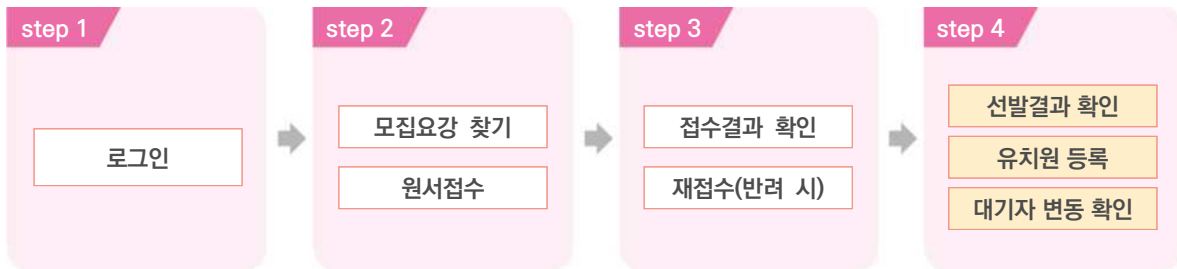 step 1
로그인
step 2
모집요강 찾기
원서접수
step 3
접수결과 확인
재접수(반려 시)
step 4
선발결과 확인
유치원 등록
대기자 변동 확인